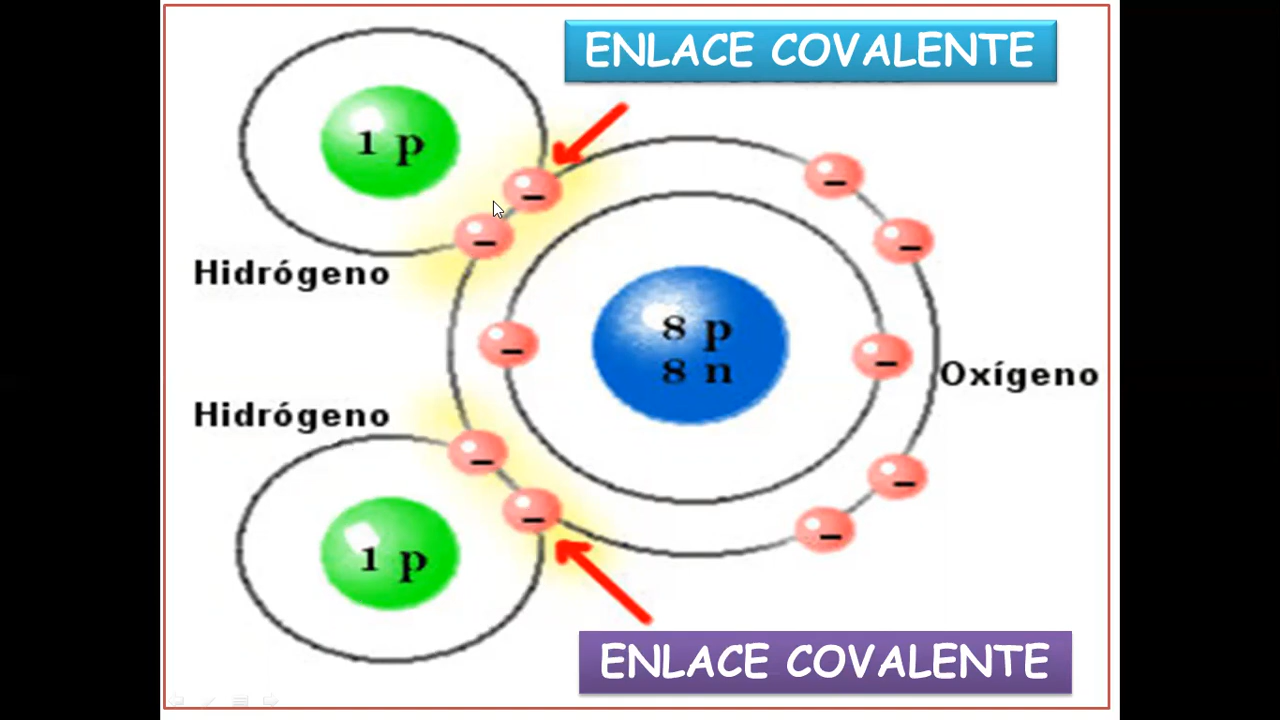 ENLACE COVALENTE
1 p
Hidrógeno
8 p
8 n
Oxígeno
Hidrógeno
1 p
ENLACE COVALENTE